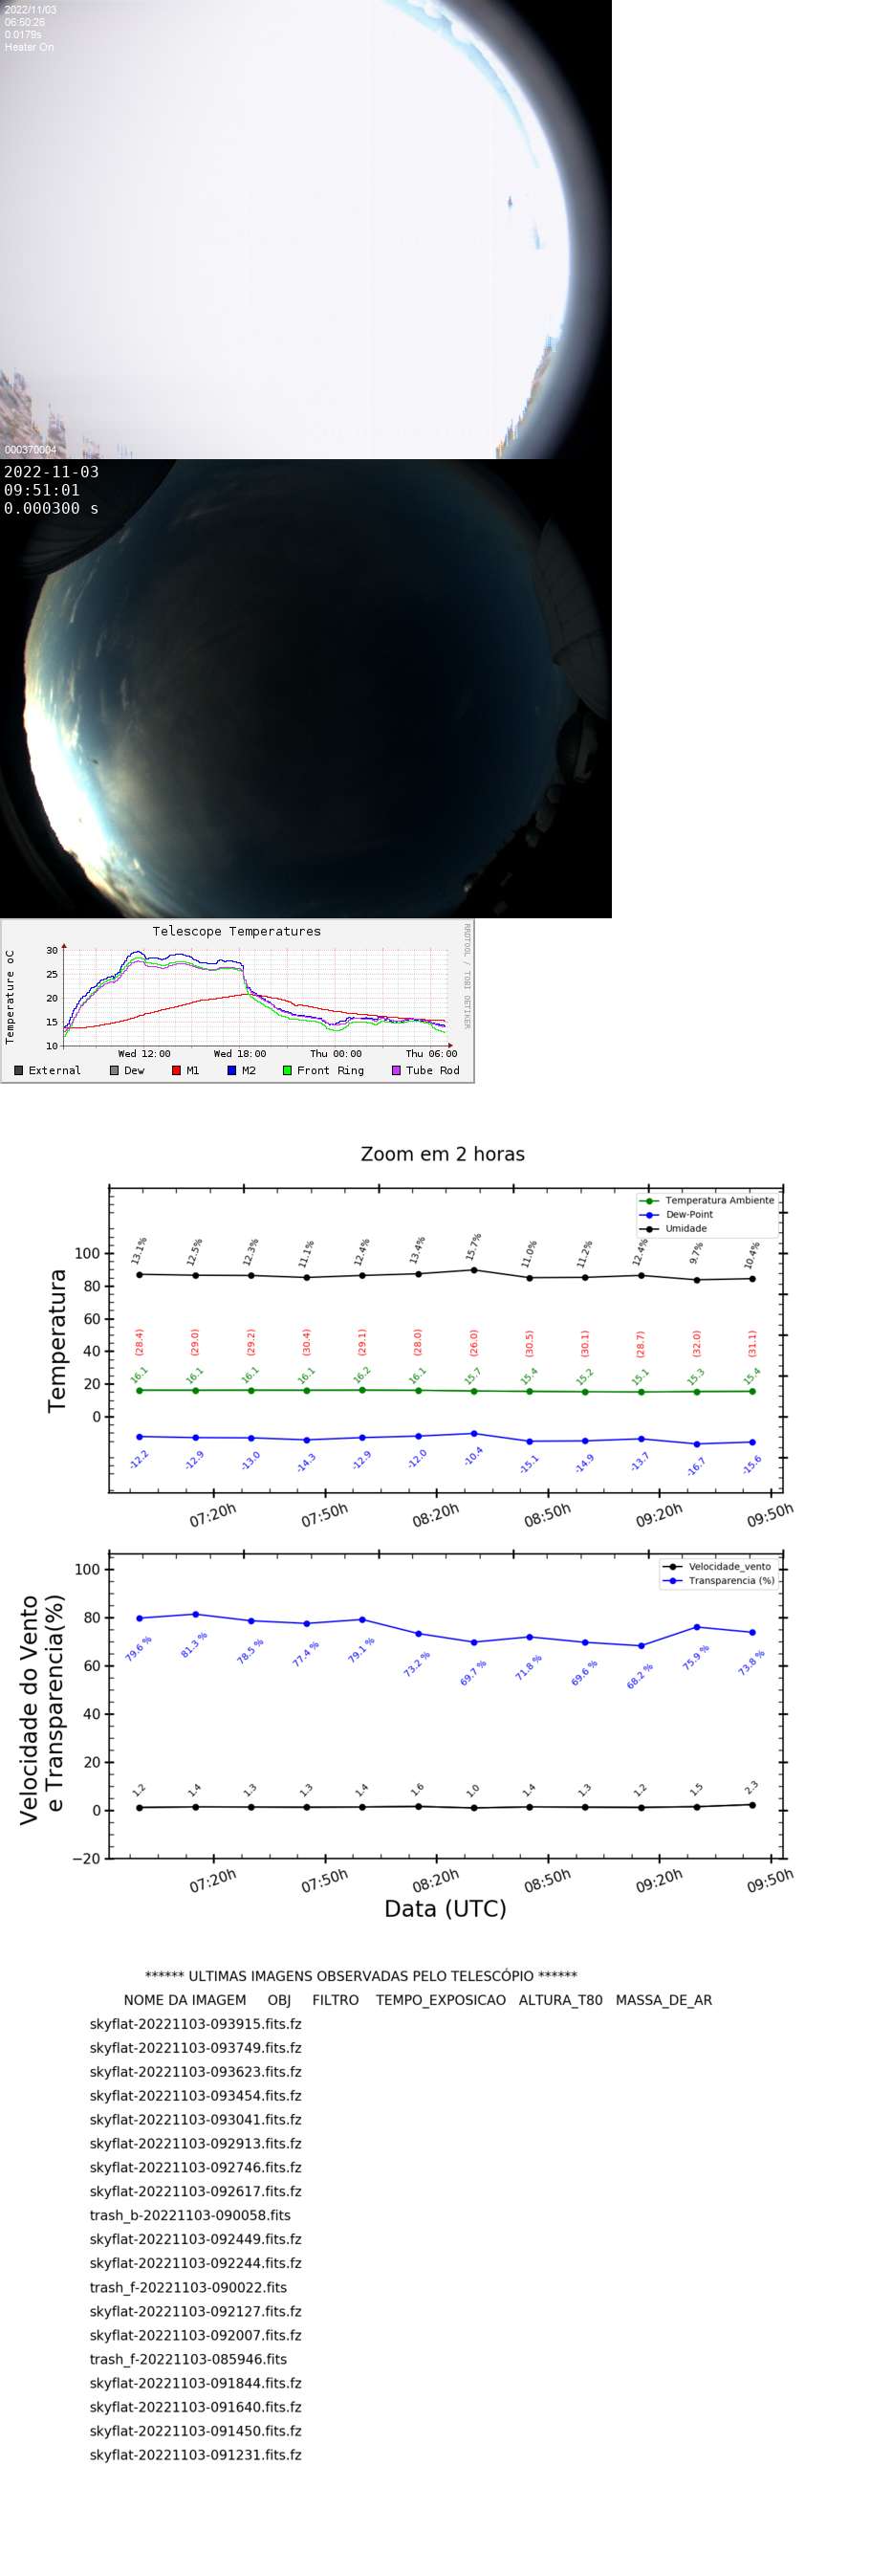 2022/11/03
06:50:26
0.0179s
Heater On
000370004
2022-11-03
09:51:01
0.000300 s
Telescope Temperatures
RRDTOOL / TOBI OETIKER
Temperature oC
30
25
20
15
10
Wed 12:00 Wed 18:00 Thu 00:00 Thu 06:00
External Dew M1 M2 Front Ring Tube Rod
Zoom em 2 horas
Temperatura Ambiente
Dew-Point
Umidade
Temperatura
100
80
60
40
20
0
13.1% 12.5% 12.3% 11.1% 12.4% 13.4% 15.7% 11.0% 11.2% 12.4% 9.7% 10.4%
(28.4) (29.0) (29.2) (30.4) (29.1) (28.0) (26.0) (30.5) (30.1) (28.7) (32.0) (31.1)
16.1 16.1 16.1 16.1 16.2 16.1 15.7 15.4 15.2 15.1 15.3 15.4
-12.2 -12.9 -13.0 -14.3 -12.9 -12.0 -10.4 -15.1 -14.9 -13.7 -16.7 -15.6
07:20h 07:50h 08:20h 08:50h 09:20h 09:50h
Velocidade_vento
Transparencia (%)
Velocidade do Vento
e Transparencia(%)
100
80
60
40
20
0
−20
79.6 % 81.3 % 78.5 % 77.4 % 79.1 % 73.2 % 69.7 % 71.8 % 69.6 % 68.2 % 75.9 % 73.8 %
1.2 1.4 1.3 1.3 1.4 1.6 1.0 1.4 1.3 1.2 1.5 2.3
07:20h 07:50h 08:20h 08:50h 09:20h 09:50h
Data (UTC)
****** ULTIMAS IMAGENS OBSERVADAS PELO TELESCÓPIO ******
NOME DA IMAGEM OBJ FILTRO TEMPO_EXPOSICAO ALTURA_T80 MASSA_DE_AR
skyflat-20221103-093915.fits.fz
skyflat-20221103-093749.fits.fz
skyflat-20221103-093623.fits.fz
skyflat-20221103-093454.fits.fz
skyflat-20221103-093041.fits.fz
skyflat-20221103-092913.fits.fz
skyflat-20221103-092746.fits.fz
skyflat-20221103-092617.fits.fz
trash_b-20221103-090058.fits
skyflat-20221103-092449.fits.fz
skyflat-20221103-092244.fits.fz
trash_f-20221103-090022.fits
skyflat-20221103-092127.fits.fz
skyflat-20221103-092007.fits.fz
trash_f-20221103-085946.fits
skyflat-20221103-091844.fits.fz
skyflat-20221103-091640.fits.fz
skyflat-20221103-091450.fits.fz
skyflat-20221103-091231.fits.fz